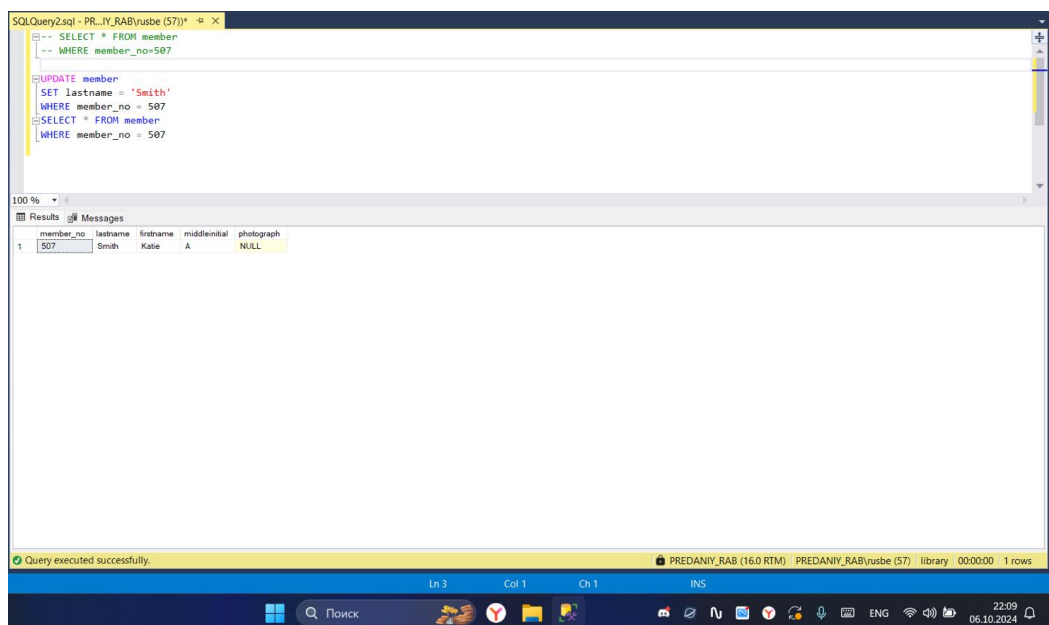 SQLQuery2.sql - PR...IY_RAB\rusbe (57))*
-- SELECT * FROM member
-- WHERE member_no=507
UPDATE member
SET lastname = 'Smith'
WHERE member_no = 507
SELECT * FROM member
WHERE member_no = 507
100 %
Results Messages
member_no lastname firstname middleinitial photograph
1 507 Smith Katie A NULL
Query executed successfully. PREDANIY_RAB (16.0 RTM) PREDANIY_RAB\rusbe (57) library 00:00:00 1 rows
Ln 3 Col 1 Ch 1 INS
Поиск ENG 22:09
06.10.2024